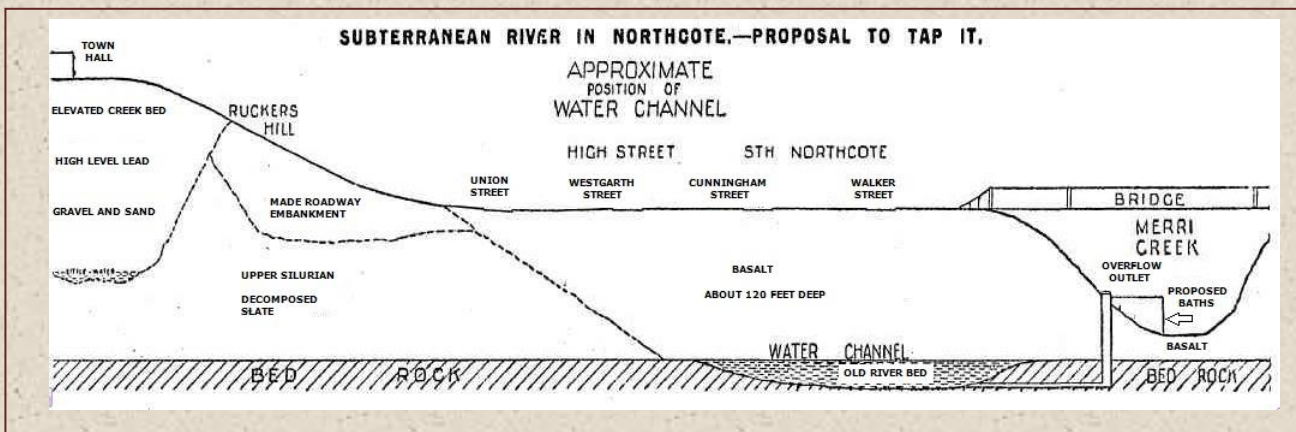 SUBTERRANEAN RIVER IN NORTHCOTE.—PROPOSAL TO TAP IT.
TOWN
HALL
APPROXIMATE
POSITION OF
WATER CHANNEL
ELEVATED CREEK BED
RUCKERS
HILL
HIGH STREET STH NORTHCOTE
HIGH LEVEL LEAD
UNION
STREET
WESTGARTH
STREET
CUNNINGHAM
STREET
WALKER
STREET
GRAVEL AND SAND
MADE ROADWAY
EMBANKMENT
BRIDGE
MERRI
CREEK
UPPER SILURIAN
DECOMPOSED
SLATE
BASALT
ABOUT 120 FEET DEEP
OVERFLOW
OUTLET
PROPOSED
BATHS
BASALT
WATER CHANNEL
OLD RIVER BED
BED ROCK
BED ROCK